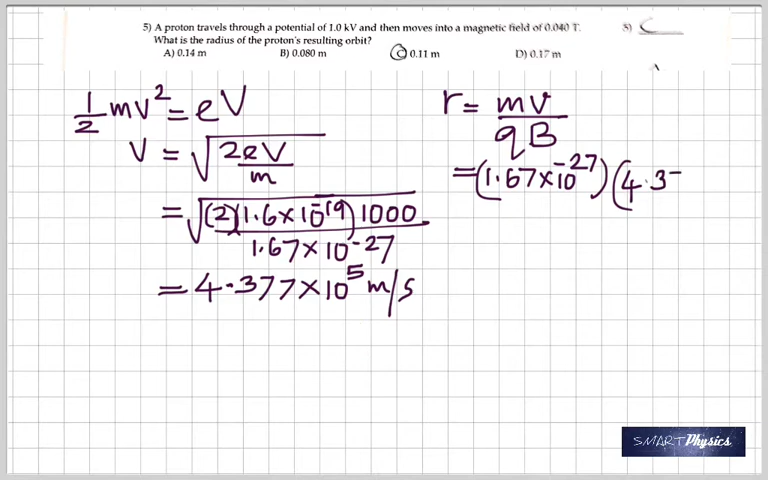 5) A proton travels through a potential of 1.0 kV and then moves into a magnetic field of 0.040 T.
5) C
What is the radius of the proton's resulting orbit?
A) 0.14 m B) 0.080 m C) 0.11 m D) 0.17 m
1/2 mv² = eV
V = √(2eV/m)
= √((2)(1.6×10⁻¹⁹)1000 / 1.67×10⁻²⁷)
= 4.377×10⁵ m/s
r = mv/qB
= (1.67×10⁻²⁷)(4.3
SMART Physics